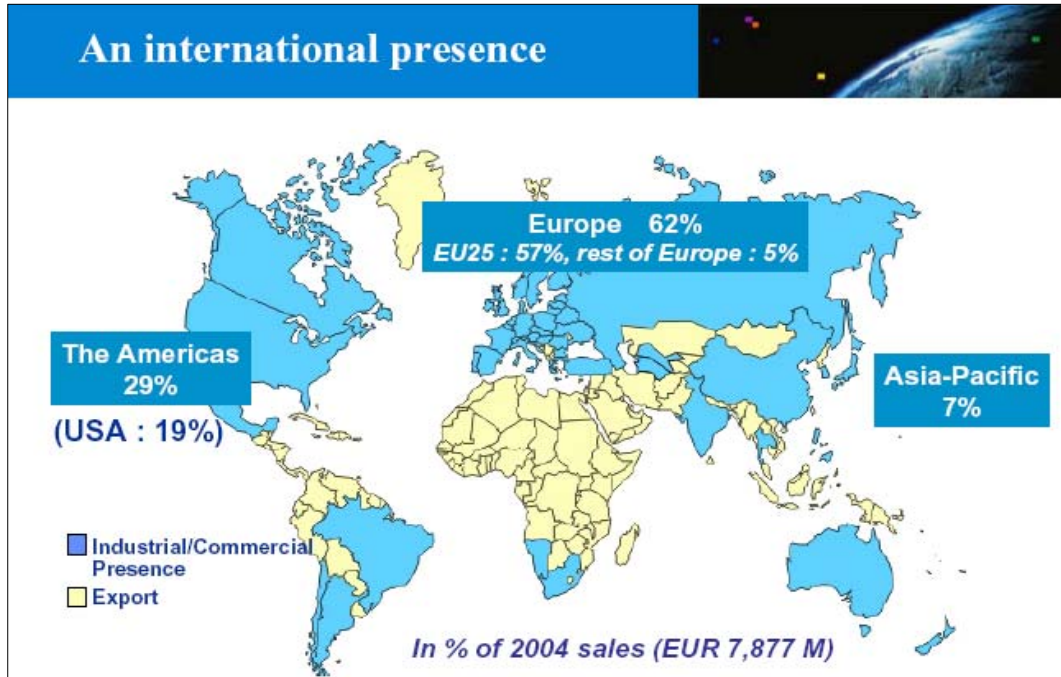 An international presence
Europe 62%
EU25 : 57%, rest of Europe : 5%
The Americas
29%
(USA : 19%)
Asia-Pacific
7%
Industrial/Commercial
Presence
Export
In % of 2004 sales (EUR 7,877 M)